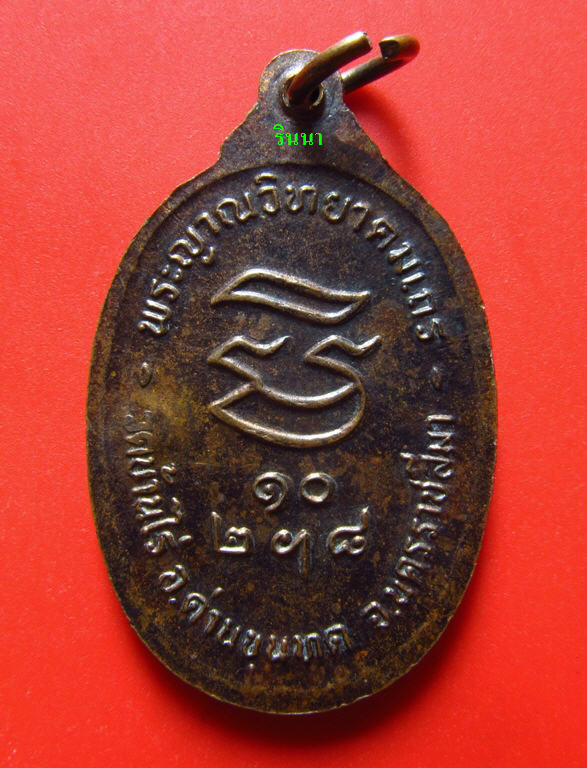 รินนา
พระญาณวิทยาคมเถร
๑๐
๒ ๗ ๘
วัดบ้านไร่ อ.ด่านขุนทด จ.นครราชสีมา